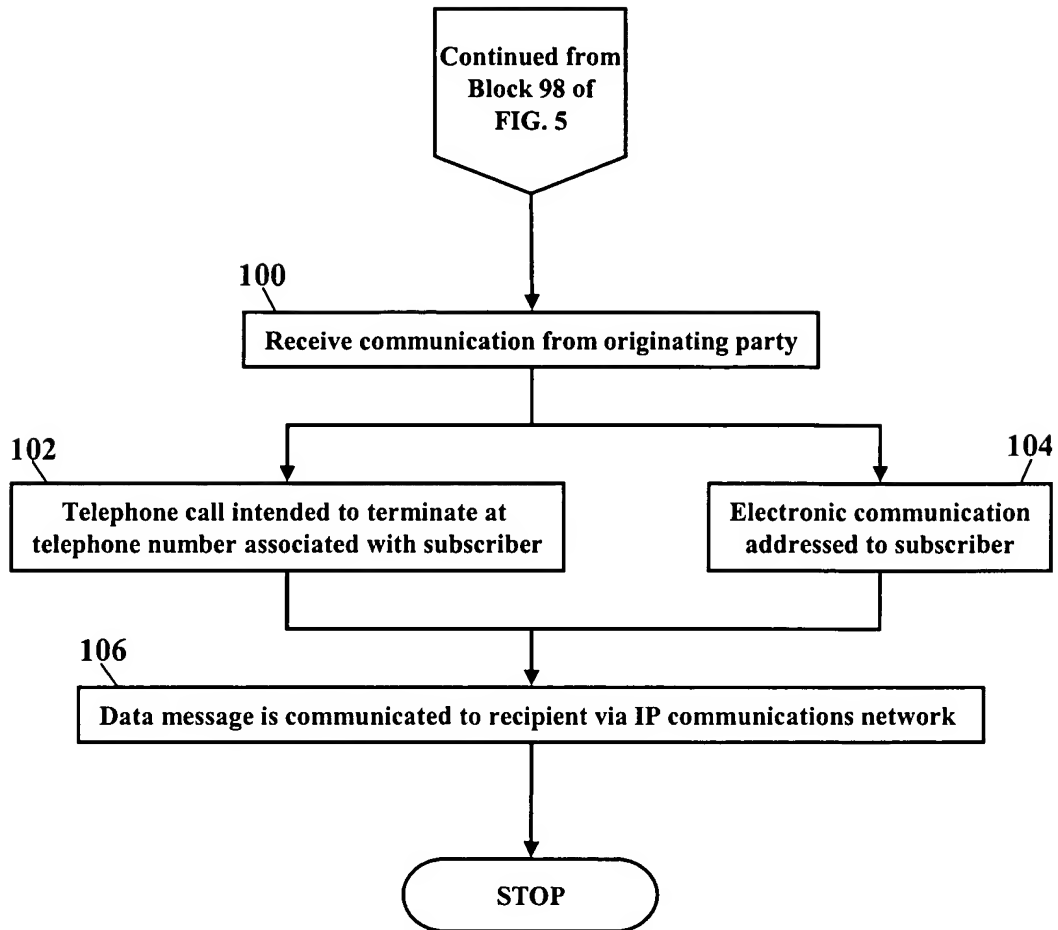 Continued from
Block 98 of
FIG. 5
100
Receive communication from originating party
102
Telephone call intended to terminate at
telephone number associated with subscriber
104
Electronic communication
addressed to subscriber
106
Data message is communicated to recipient via IP communications network
STOP